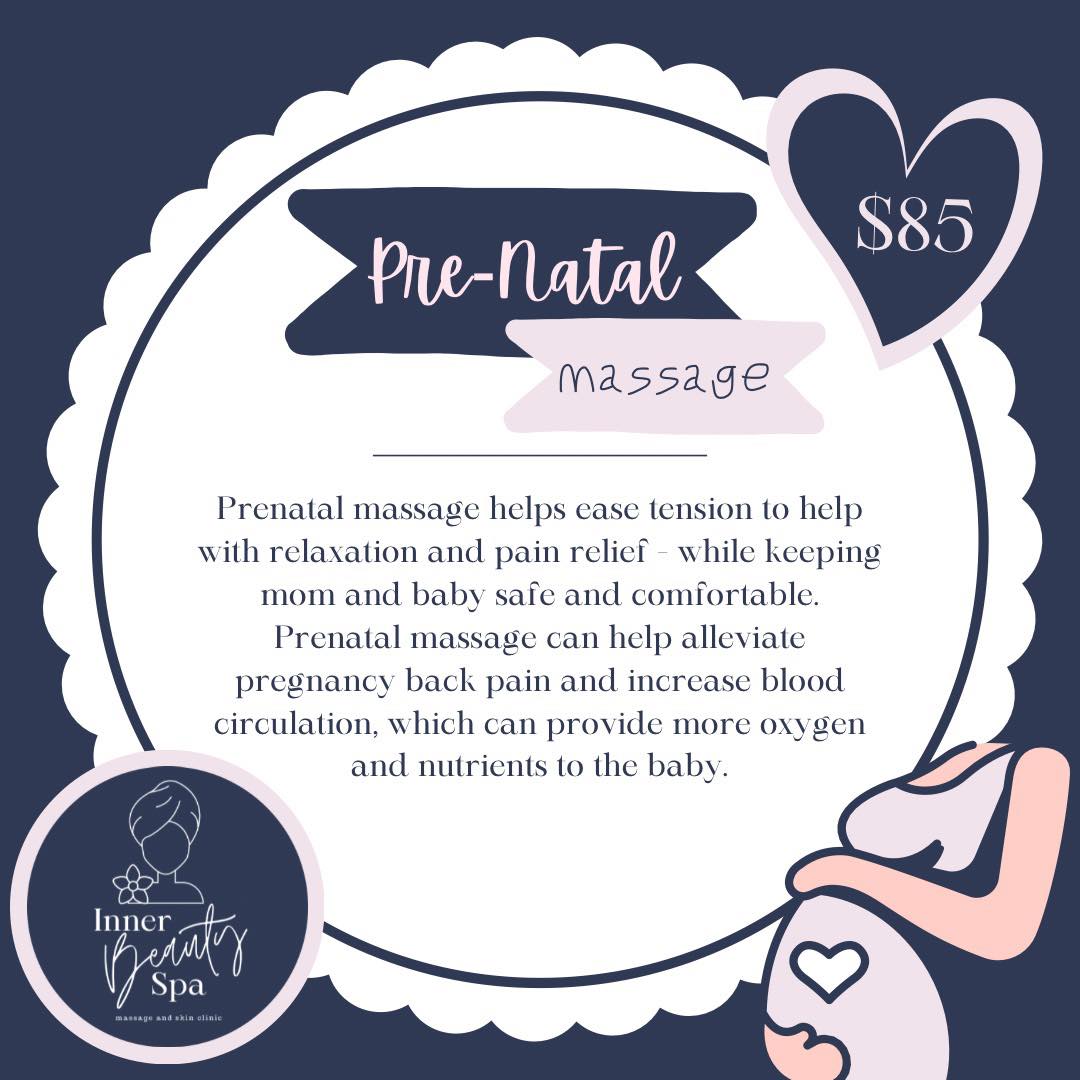 $85
Pre-Natal
massage
Prenatal massage helps ease tension to help
with relaxation and pain relief - while keeping
mom and baby safe and comfortable.
Prenatal massage can help alleviate
pregnancy back pain and increase blood
circulation, which can provide more oxygen
and nutrients to the baby.
Inner
Beauty
Spa
massage and skin clinic